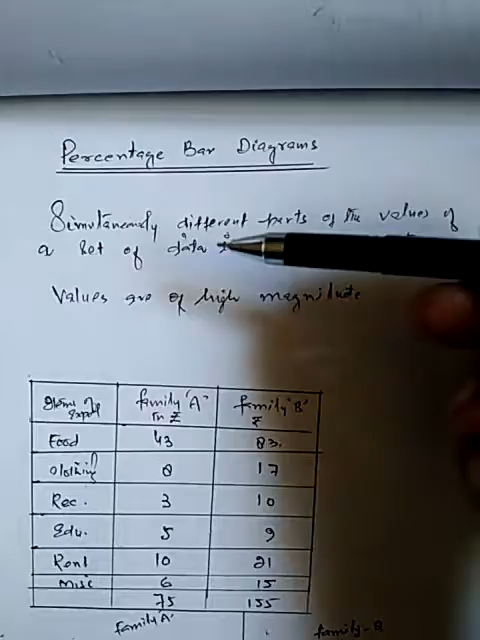 Percentage Bar Diagrams
Simultaneously different parts of the values of
a set of data
Values are of high magnitude
Items of Expd family 'A' in ₹ family 'B' ₹
Food 43 83
clothing 8 17
Rec. 3 10
Edu. 5 9
Rent 10 21
Misc 6 15
75 155
family 'A' family-B